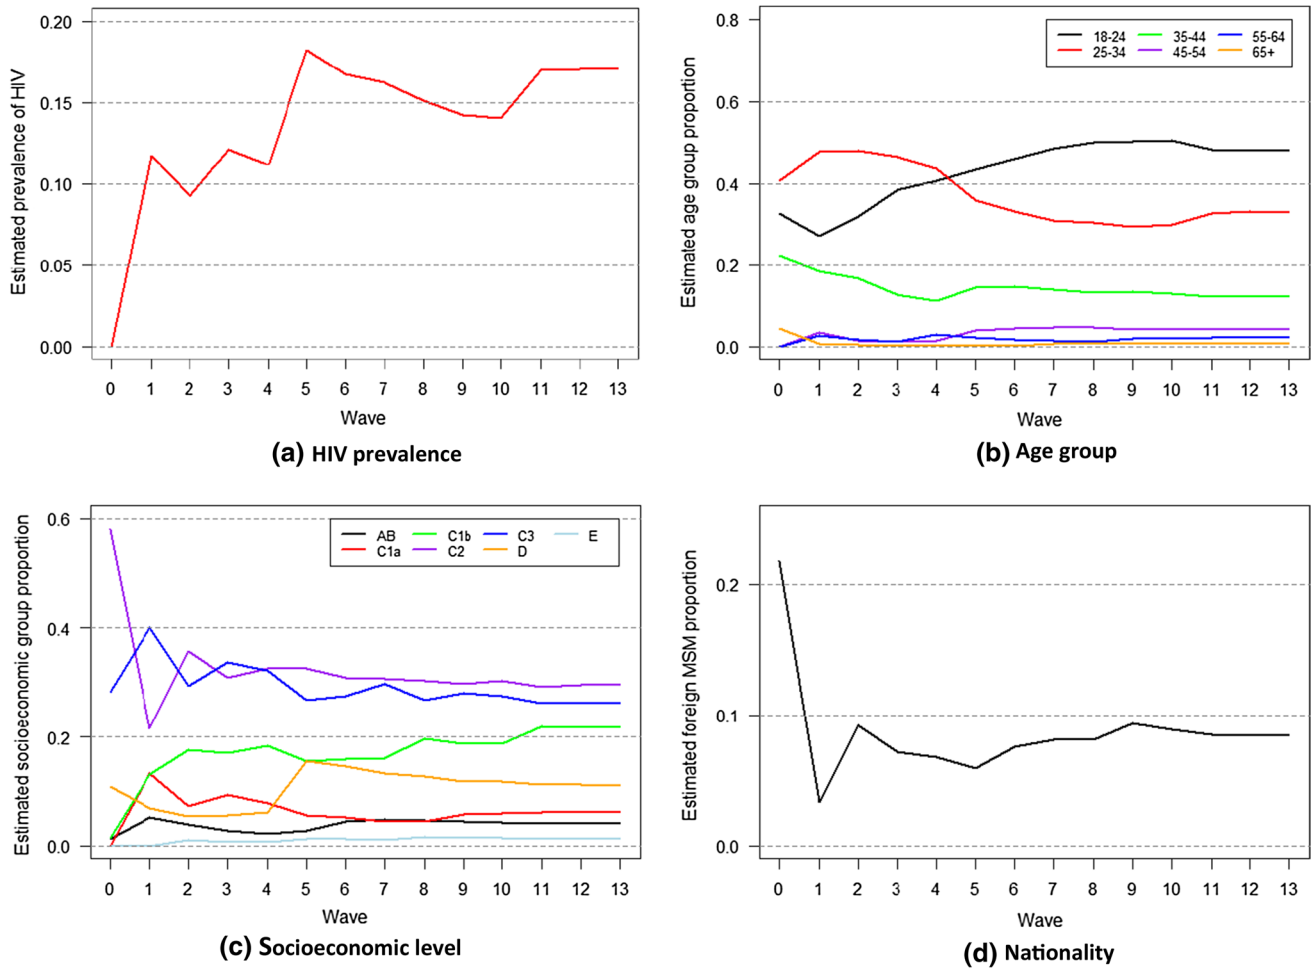 Estimated prevalence of HIV
0.20
0.15
0.10
0.05
0.00
0 1 2 3 4 5 6 7 8 9 10 11 12 13
Wave
(a) HIV prevalence
Estimated age group proportion
0.8
0.6
0.4
0.2
0.0
18-24 35-44 55-64
25-34 45-54 65+
0 1 2 3 4 5 6 7 8 9 10 11 12 13
Wave
(b) Age group
Estimated socioeconomic group proportion
0.6
0.4
0.2
0.0
AB C1b C3 E
C1a C2 D
0 1 2 3 4 5 6 7 8 9 10 11 12 13
Wave
(c) Socioeconomic level
Estimated foreign MSM proportion
0.2
0.1
0.0
0 1 2 3 4 5 6 7 8 9 10 11 12 13
Wave
(d) Nationality